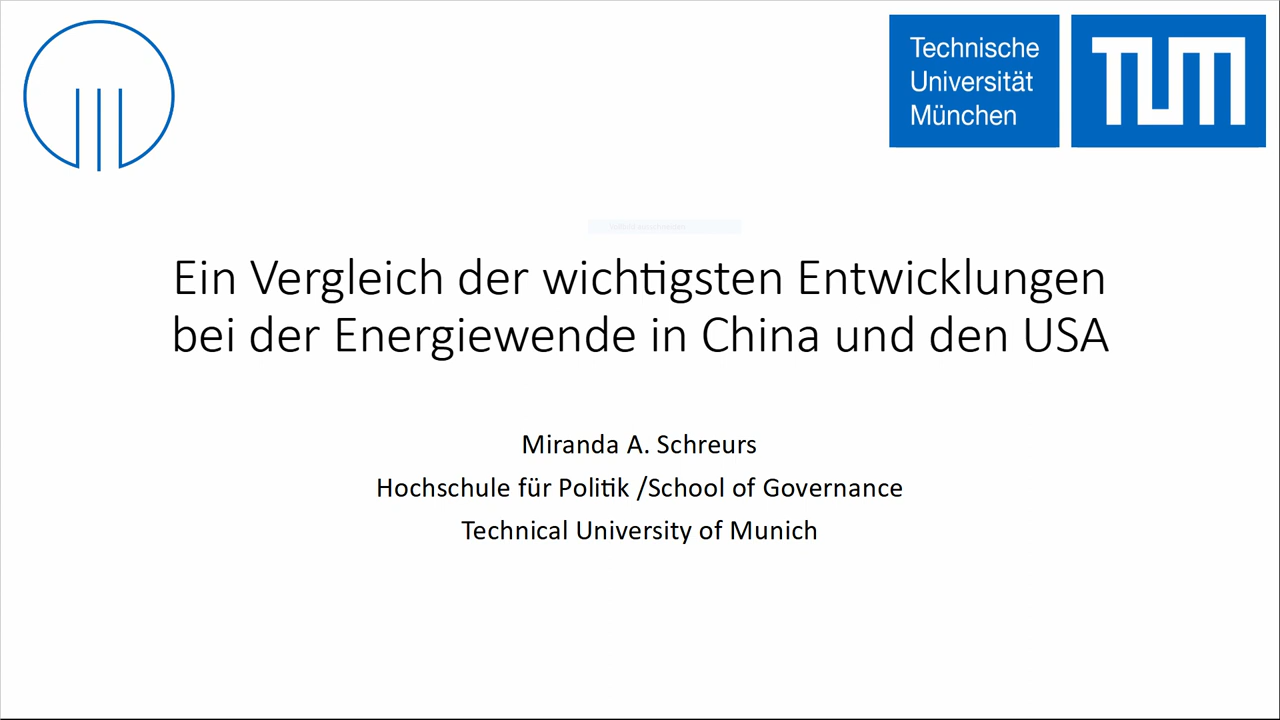 Technische
Universität
München
TUM
Ein Vergleich der wichtigsten Entwicklungen
bei der Energiewende in China und den USA
Miranda A. Schreurs
Hochschule für Politik /School of Governance
Technical University of Munich